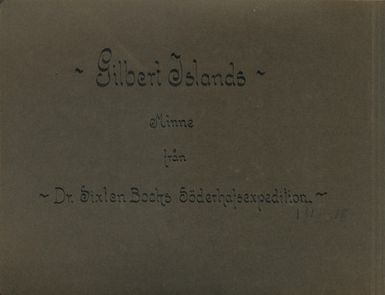 ~ Gilbert Islands ~
Minne
från
~ Dr. Sixten Bocks Söderhafsexpedition. ~